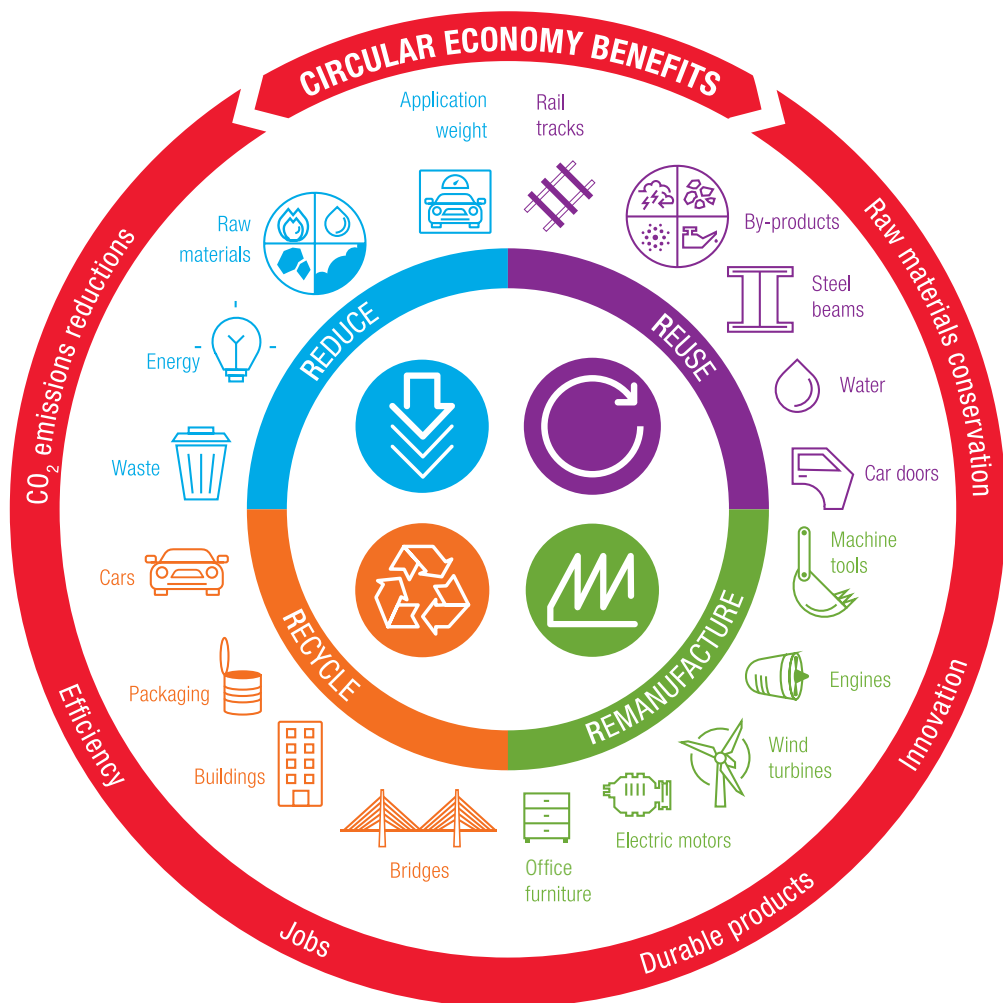 CIRCULAR ECONOMY BENEFITS
Application
weight
Rail
tracks
By-products
Steel
beams
Water
Car doors
Machine
tools
Engines
Wind
turbines
Electric motors
Office
furniture
Bridges
Buildings
Packaging
Cars
Waste
Energy
Raw
materials
REDUCE
REUSE
REMANUFACTURE
RECYCLE
Raw materials conservation
Innovation
Durable products
Jobs
Efficiency
CO₂ emissions reductions